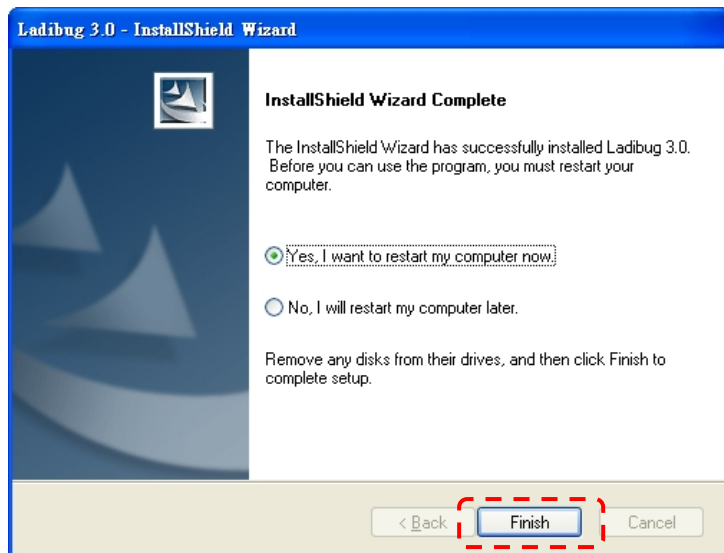 Ladibug 3.0 - InstallShield Wizard
InstallShield Wizard Complete
The InstallShield Wizard has successfully installed Ladibug 3.0.
Before you can use the program, you must restart your
computer.
Yes, I want to restart my computer now.
No, I will restart my computer later.
Remove any disks from their drives, and then click Finish to
complete setup.
< Back Finish Cancel